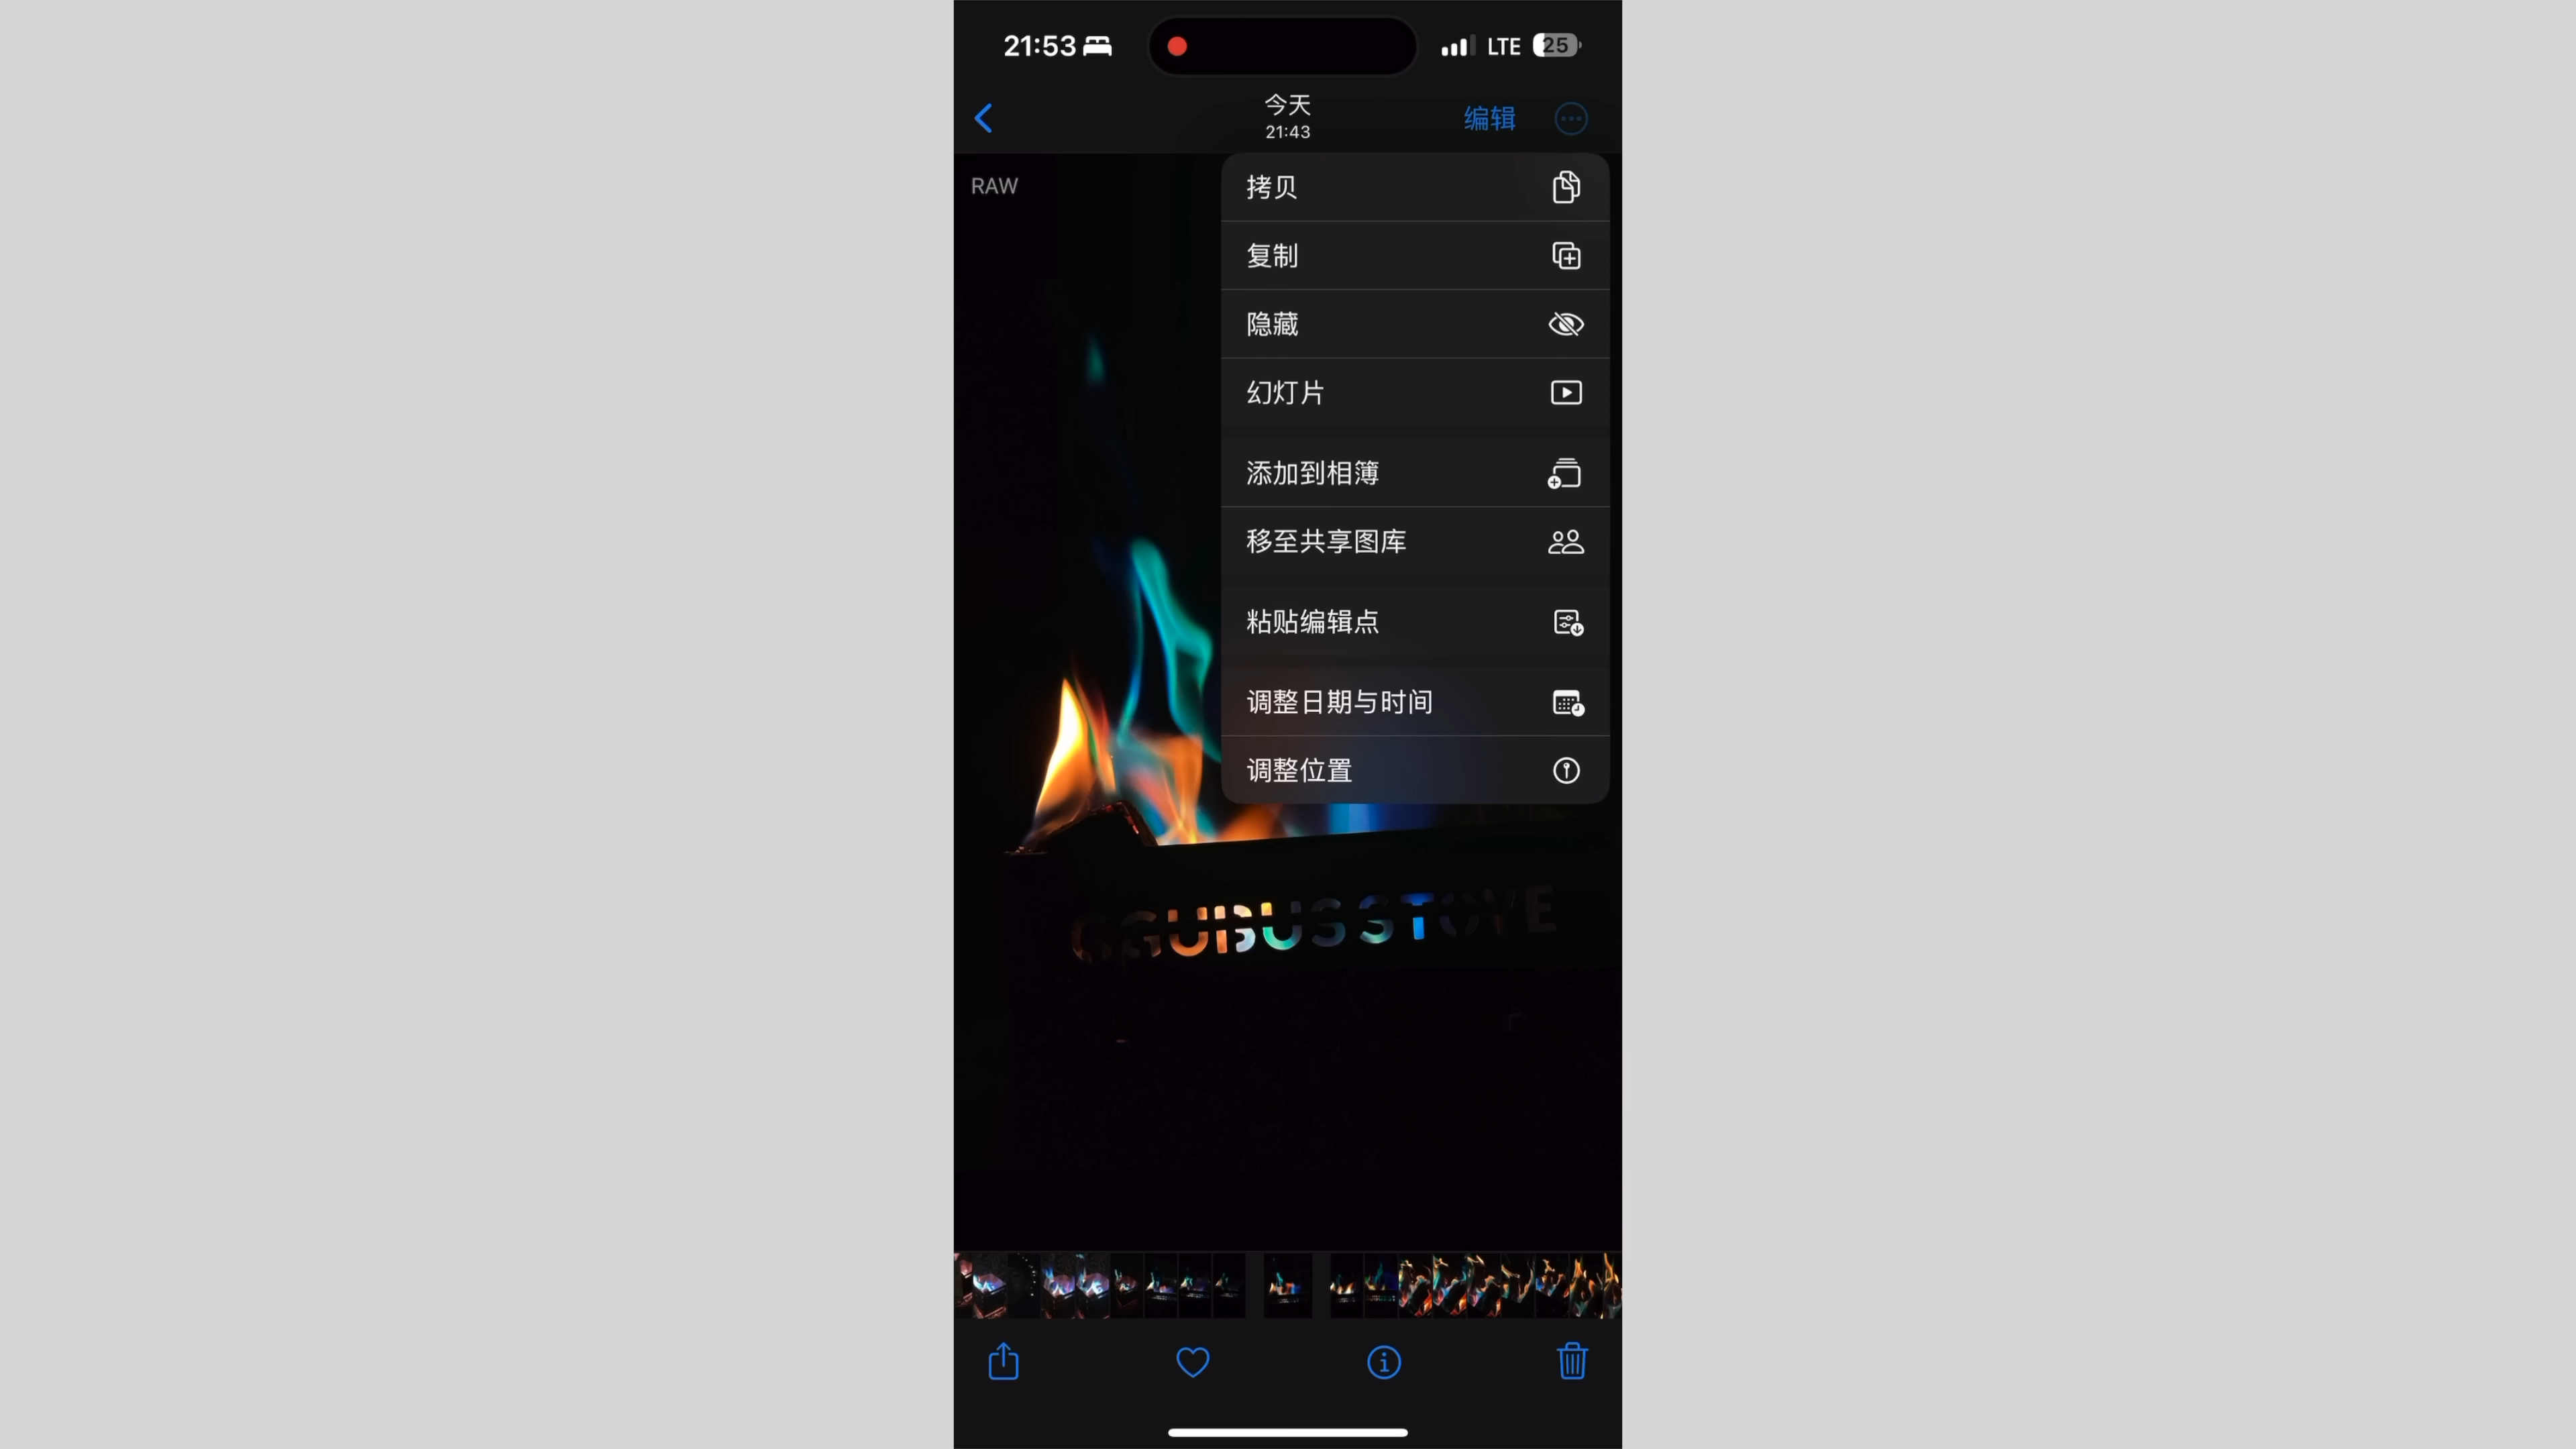 21:53
LTE
25
今天
21:43
编辑
RAW
拷贝
复制
隐藏
幻灯片
添加到相簿
移至共享图库
粘贴编辑点
调整日期与时间
调整位置
STOVE